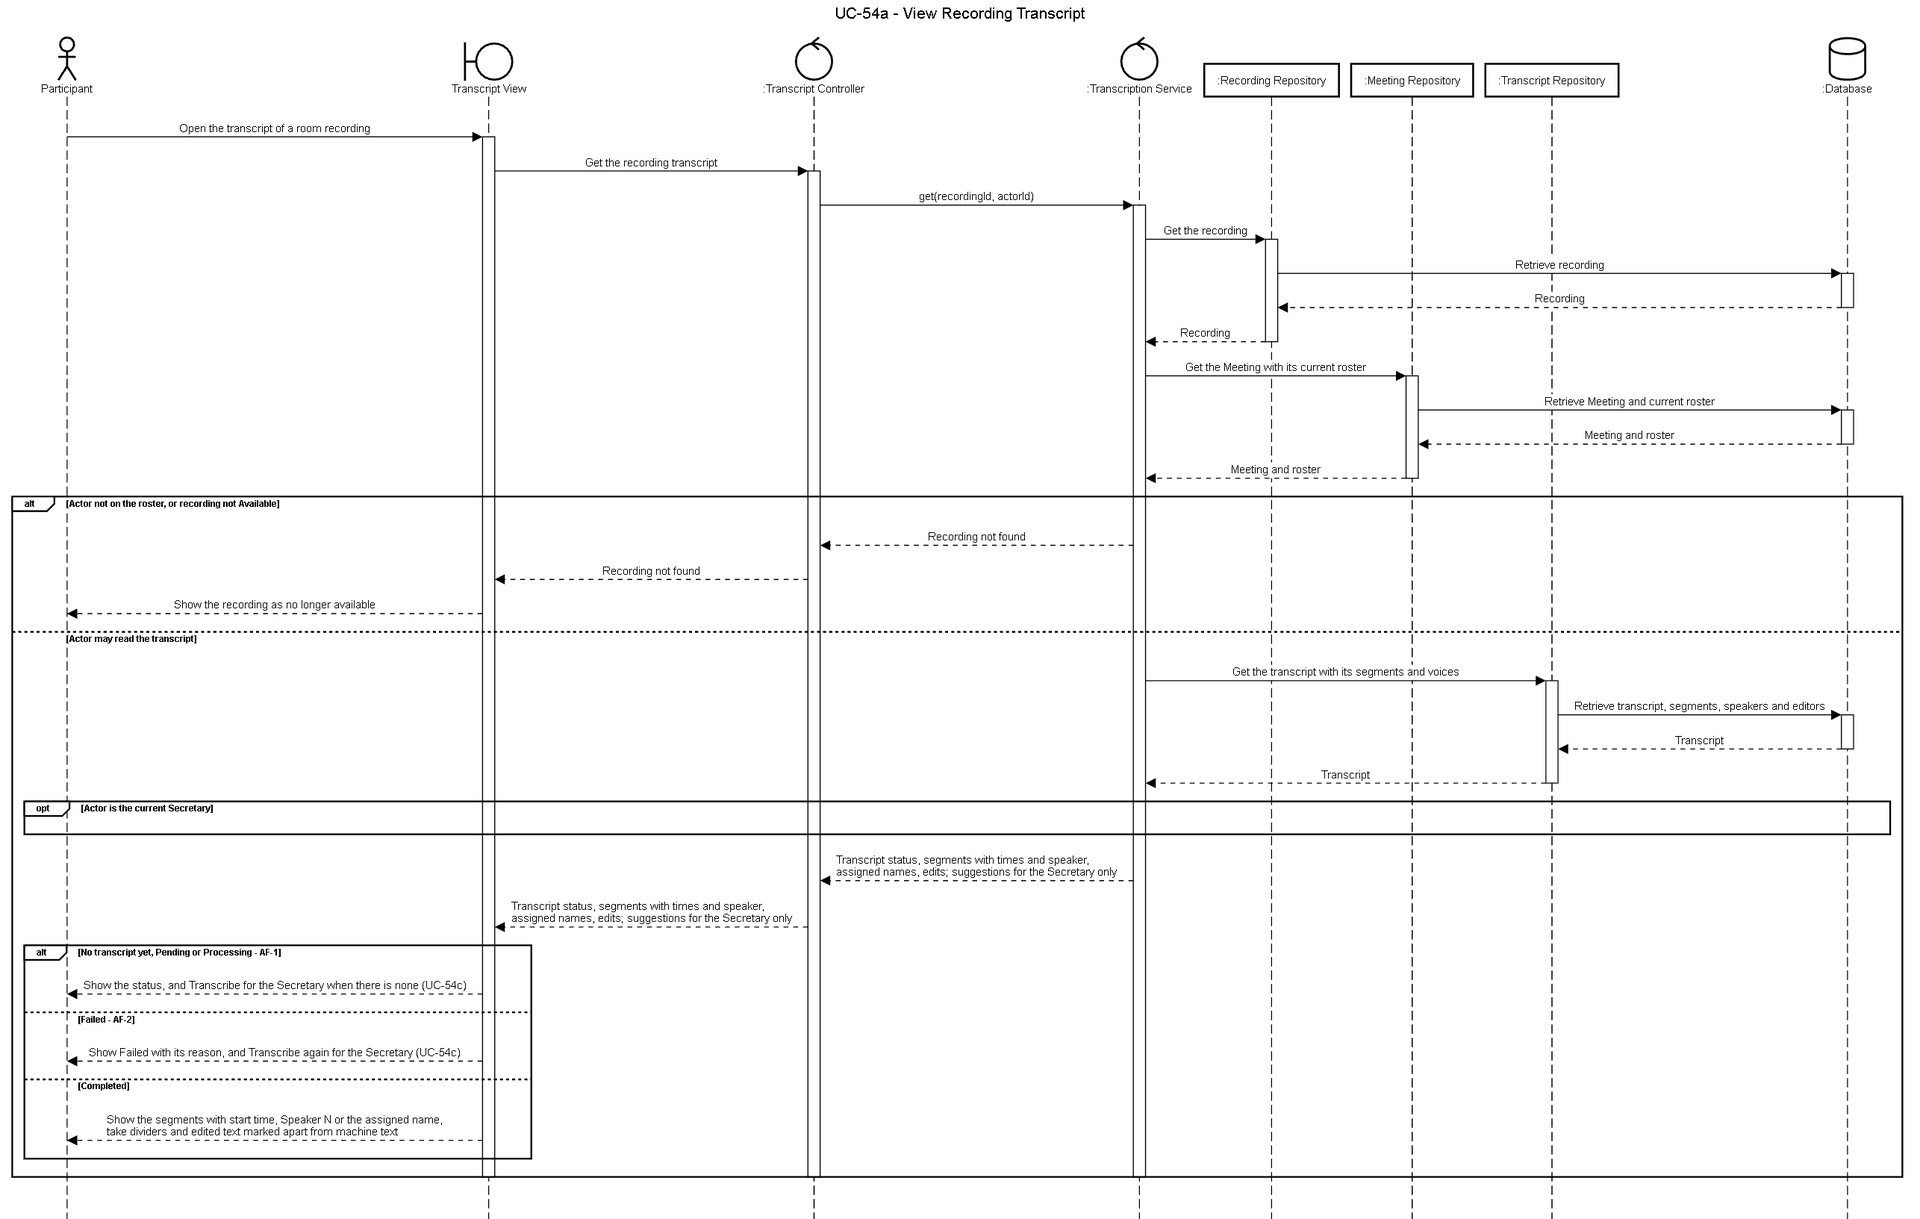 UC-54a - View Recording Transcript
Participant
Transcript View
:Transcript Controller
:Transcription Service
:Recording Repository
:Meeting Repository
:Transcript Repository
:Database
Open the transcript of a room recording
Get the recording transcript
get(recordingId, actorId)
Get the recording
Retrieve recording
Recording
Recording
Get the Meeting with its current roster
Retrieve Meeting and current roster
Meeting and roster
Meeting and roster
alt
[Actor not on the roster, or recording not Available]
Recording not found
Recording not found
Show the recording as no longer available
[Actor may read the transcript]
Get the transcript with its segments and voices
Retrieve transcript, segments, speakers and editors
Transcript
Transcript
opt
[Actor is the current Secretary]
Transcript status, segments with times and speaker,
assigned names, edits; suggestions for the Secretary only
Transcript status, segments with times and speaker,
assigned names, edits; suggestions for the Secretary only
alt
[No transcript yet, Pending or Processing - AF-1]
Show the status, and Transcribe for the Secretary when there is none (UC-54c)
[Failed - AF-2]
Show Failed with its reason, and Transcribe again for the Secretary (UC-54c)
[Completed]
Show the segments with start time, Speaker N or the assigned name,
take dividers and edited text marked apart from machine text